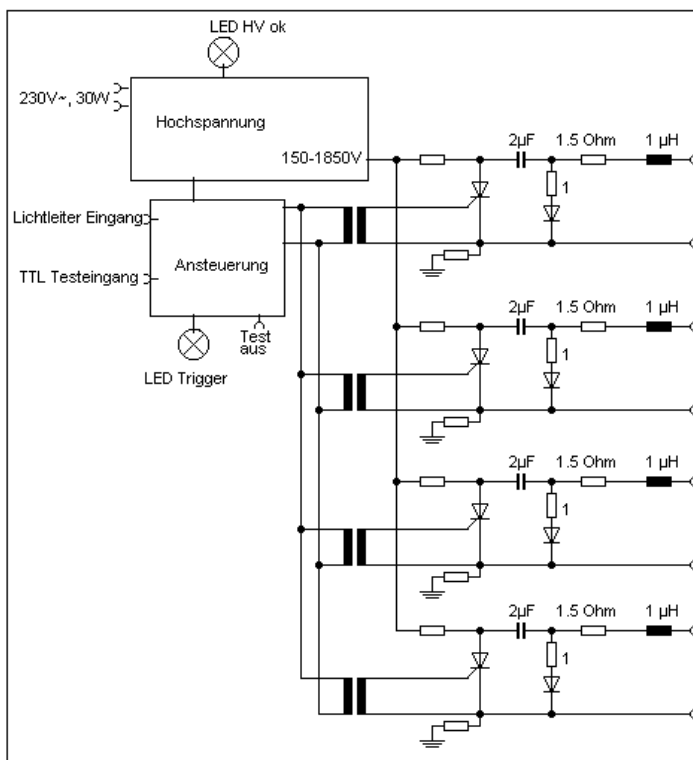 LED HV ok
230V~, 30W
Hochspannung
150-1850V
Lichtleiter Eingang
Ansteuerung
TTL Testeingang
Test
aus
LED Trigger
2µF 1.5 Ohm 1 µH
1
2µF 1.5 Ohm 1 µH
1
2µF 1.5 Ohm 1 µH
1
2µF 1.5 Ohm 1 µH
1